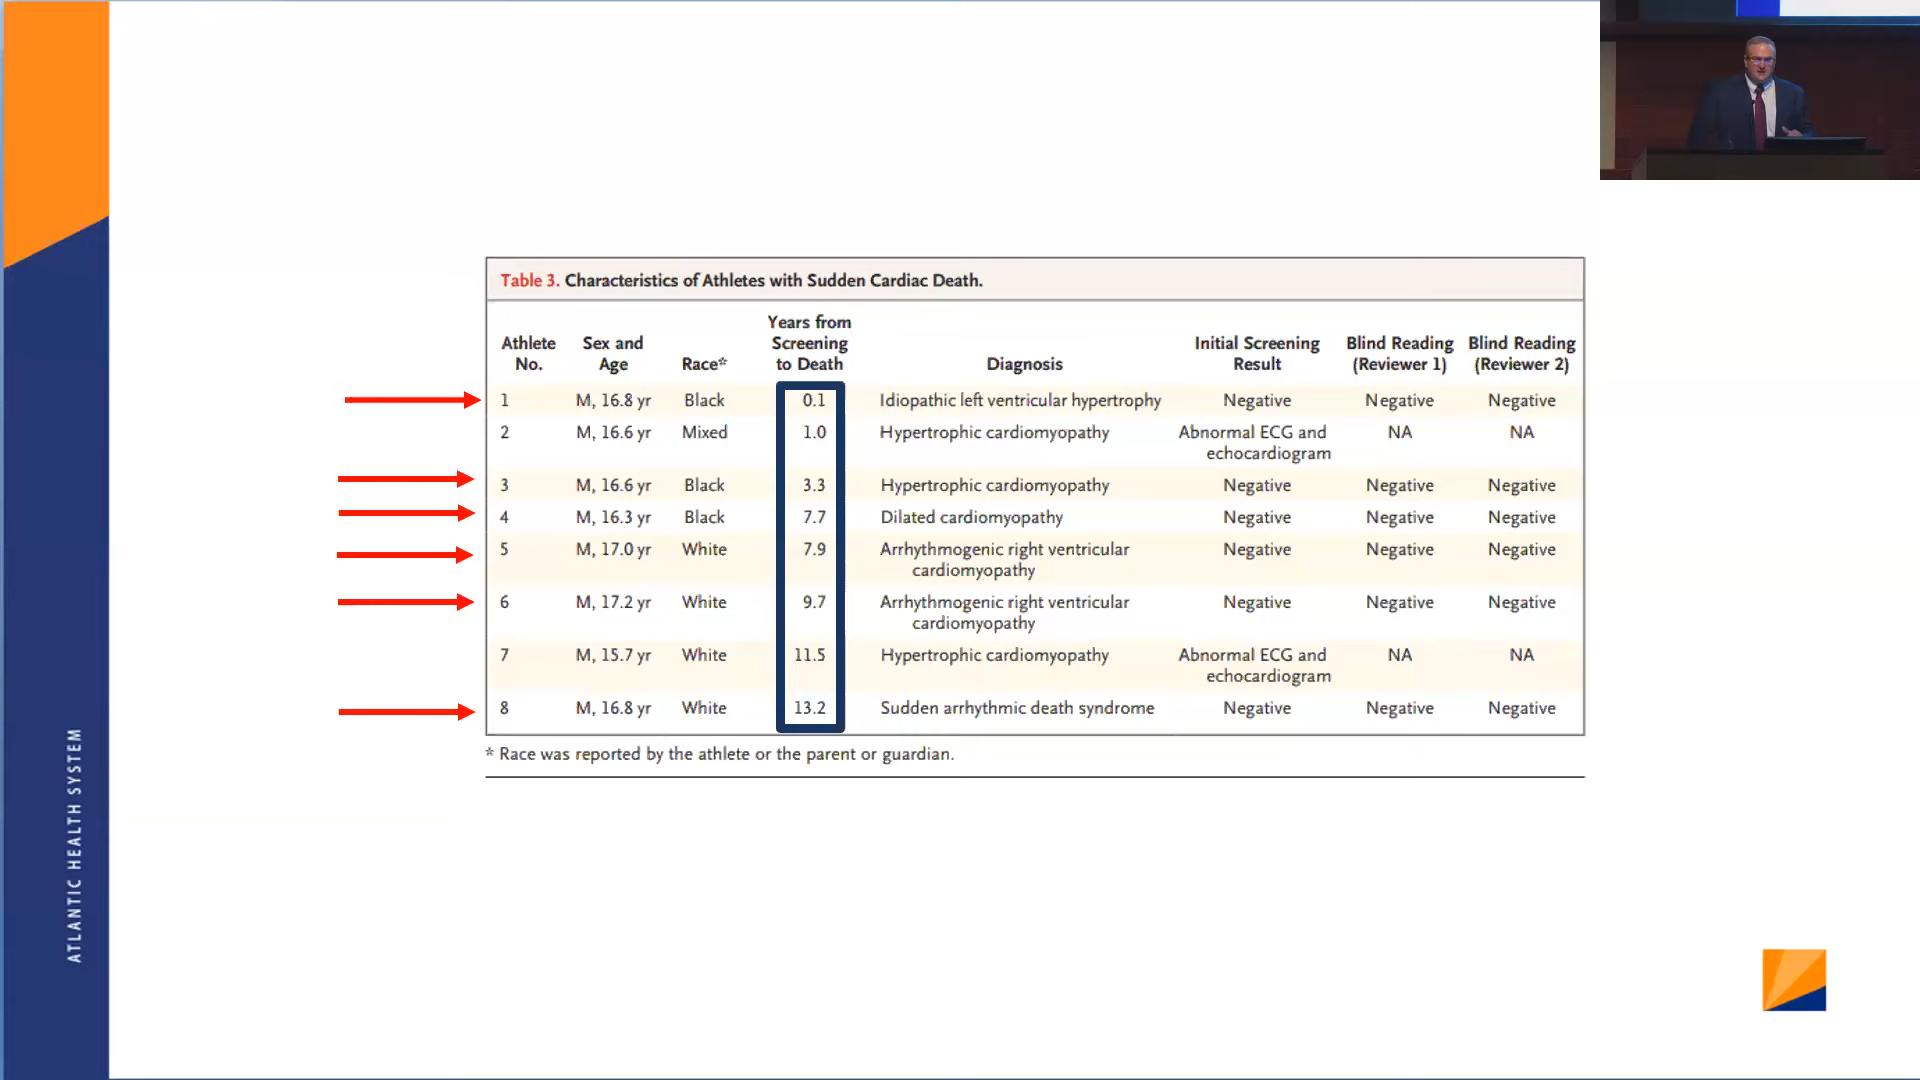 Table 3. Characteristics of Athletes with Sudden Cardiac Death.
Athlete No. Sex and Age Race* Years from Screening to Death Diagnosis Initial Screening Result Blind Reading (Reviewer 1) Blind Reading (Reviewer 2)
1 M, 16.8 yr Black 0.1 Idiopathic left ventricular hypertrophy Negative Negative Negative
2 M, 16.6 yr Mixed 1.0 Hypertrophic cardiomyopathy Abnormal ECG and NA NA
echocardiogram
3 M, 16.6 yr Black 3.3 Hypertrophic cardiomyopathy Negative Negative Negative
4 M, 16.3 yr Black 7.7 Dilated cardiomyopathy Negative Negative Negative
5 M, 17.0 yr White 7.9 Arrhythmogenic right ventricular Negative Negative Negative
cardiomyopathy
6 M, 17.2 yr White 9.7 Arrhythmogenic right ventricular Negative Negative Negative
cardiomyopathy
7 M, 15.7 yr White 11.5 Hypertrophic cardiomyopathy Abnormal ECG and NA NA
echocardiogram
8 M, 16.8 yr White 13.2 Sudden arrhythmic death syndrome Negative Negative Negative
* Race was reported by the athlete or the parent or guardian.
ATLANTIC HEALTH SYSTEM